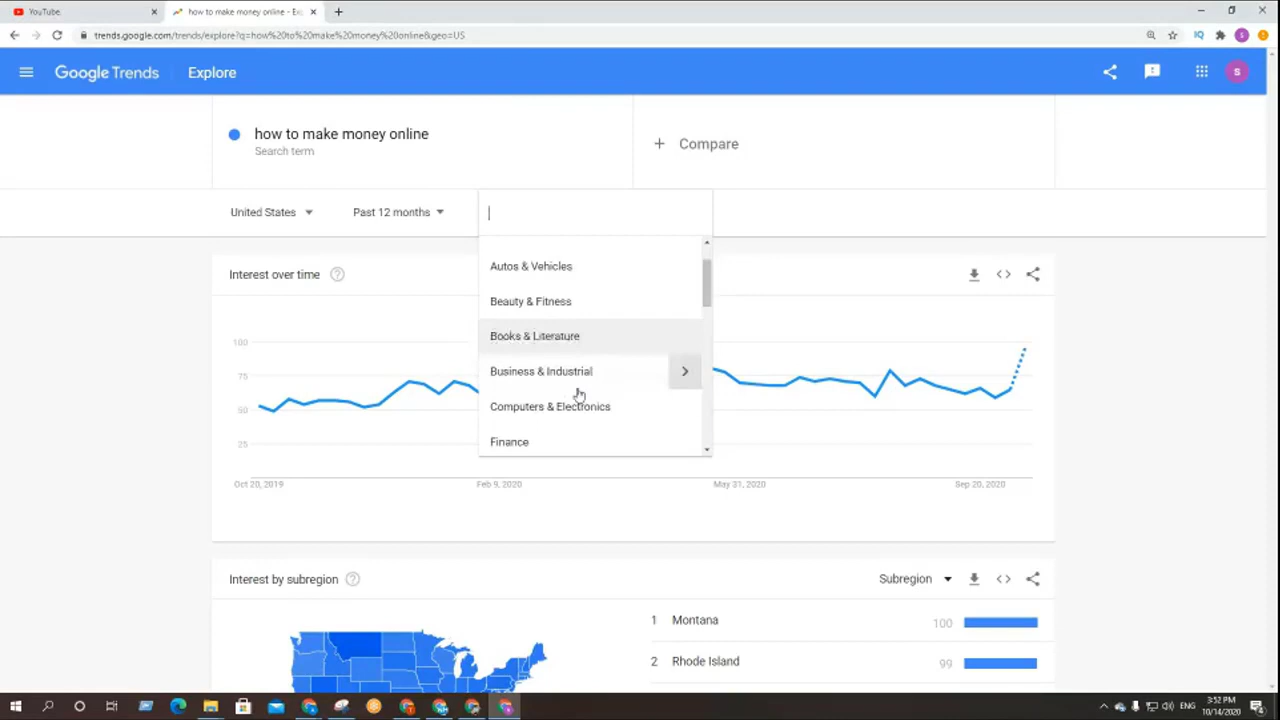 YouTube
how to make money online - Ex
trends.google.com/trends/explore?q=how%20to%20make%20money%20online&geo=US
Google Trends
Explore
S
how to make money online
Search term
+ Compare
United States
Past 12 months
Autos & Vehicles
Beauty & Fitness
Books & Literature
Business & Industrial
Computers & Electronics
Finance
Interest over time
100
75
50
25
Oct 20, 2019
Feb 9, 2020
May 31, 2020
Sep 20, 2020
Interest by subregion
Subregion
1 Montana 100
2 Rhode Island 99
ENG
3:52 PM
10/14/2020